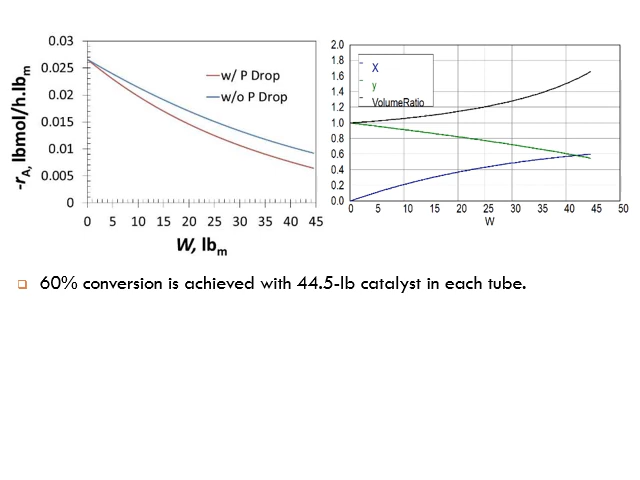 0.03
0.025
0.02
0.015
0.01
0.005
0
w/ P Drop
w/o P Drop
-rA, lbmol/h.lbm
0 5 10 15 20 25 30 35 40 45
W, lbm
2.0
1.8
1.6
1.4
1.2
1.0
0.8
0.6
0.4
0.2
0.0
X
y
VolumeRatio
0 5 10 15 20 25 30 35 40 45 50
W
60% conversion is achieved with 44.5-lb catalyst in each tube.